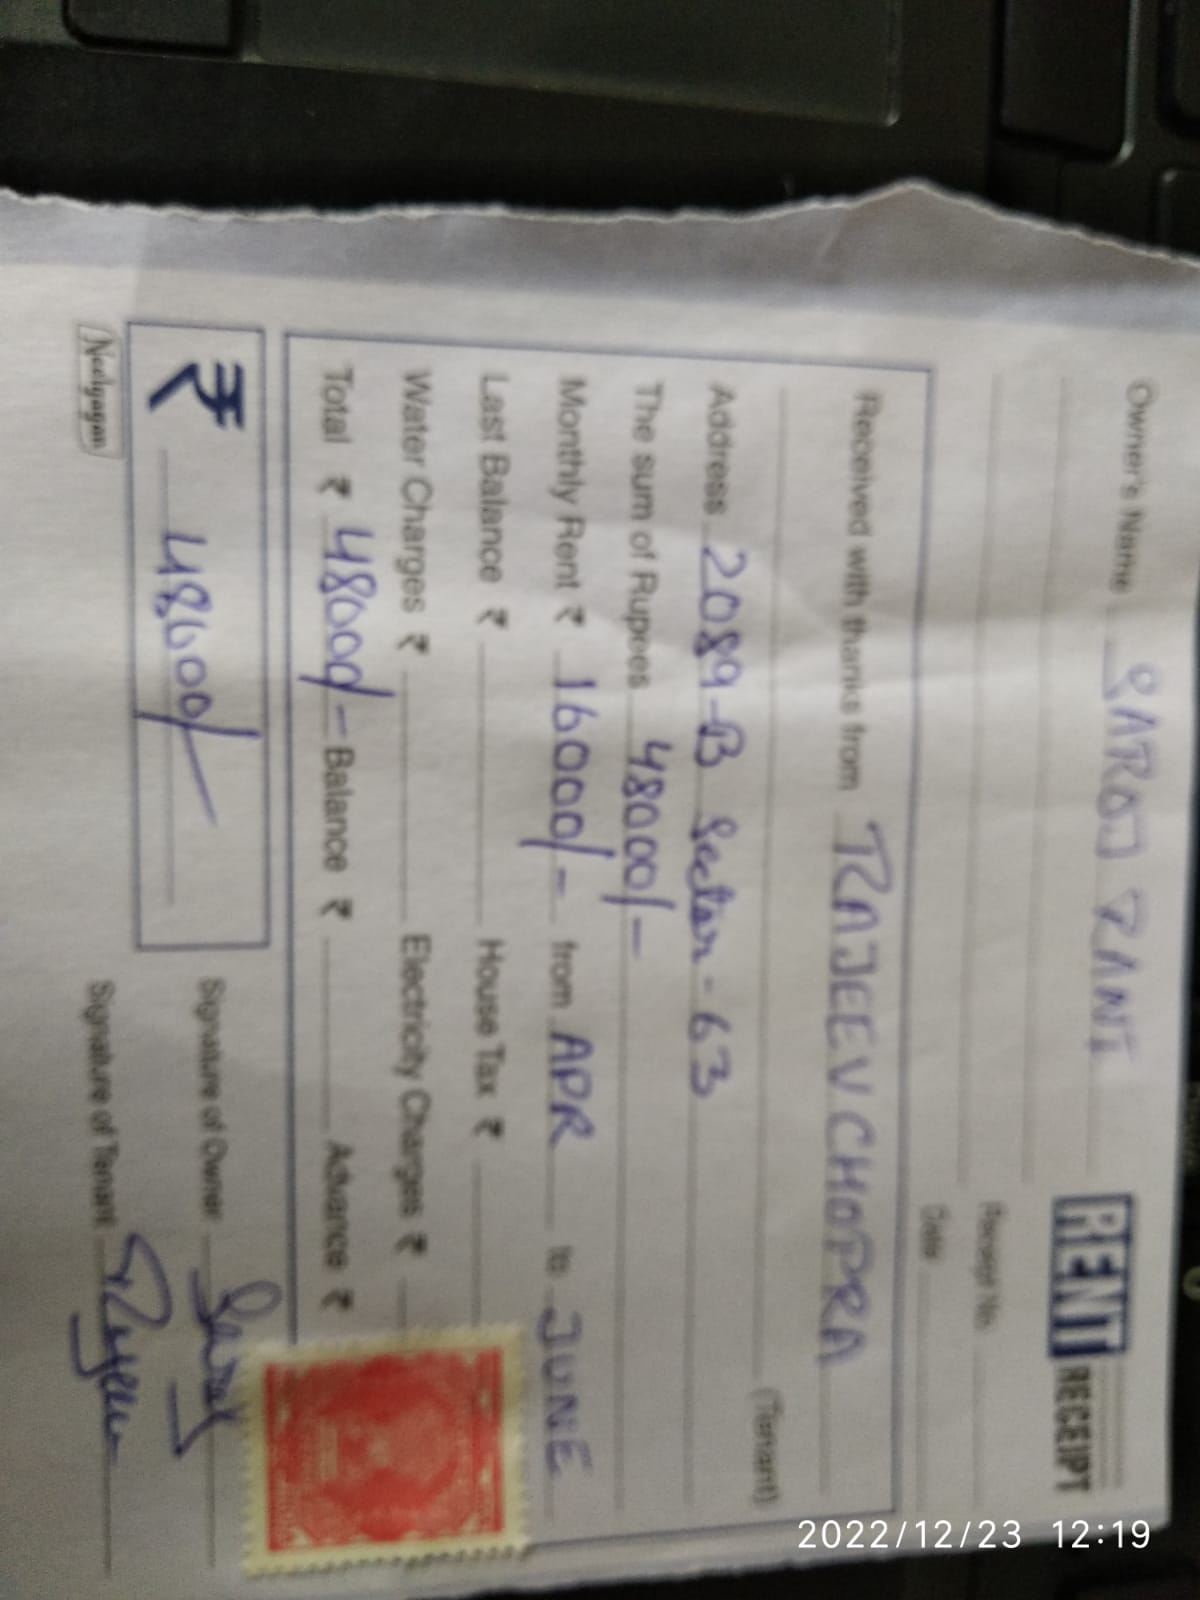 RENT RECEIPT
Owner's Name SAROJ RANI
Receipt No.
Date
Received with thanks from RAJEEV CHOPRA
(Tenant)
Address 2089-B Sector-63
The sum of Rupees 48000/-
Monthly Rent ₹ 16000/- from APR to JUNE
Last Balance ₹ House Tax ₹
Water Charges ₹ Electricity Charges ₹
Total ₹ 48000/- Balance ₹ Advance ₹
₹ 48000/-
Signature of Owner Saroj
Signature of Tenant Rajeev
Neelgagan
2022/12/23 12:19